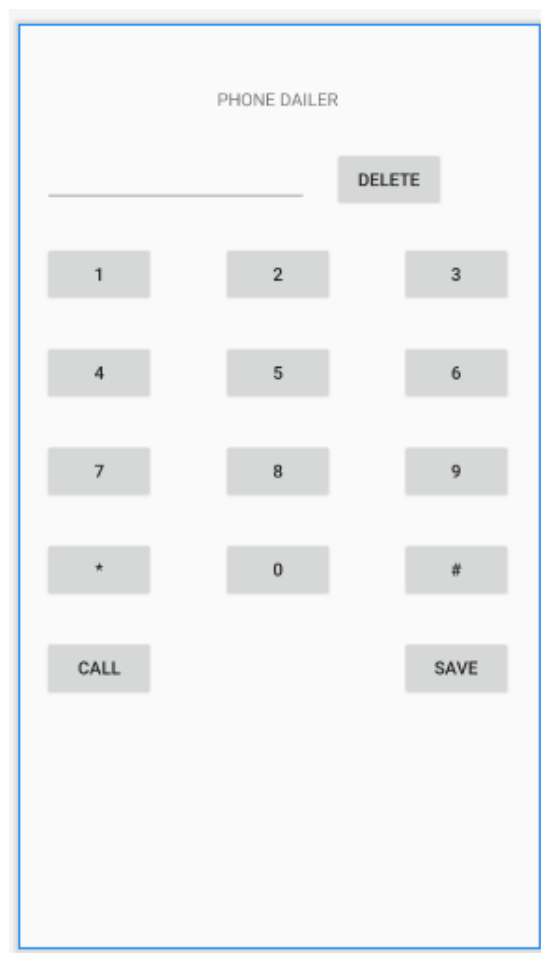 PHONE DAILER
DELETE
1 2 3
4 5 6
7 8 9
* 0 #
CALL SAVE